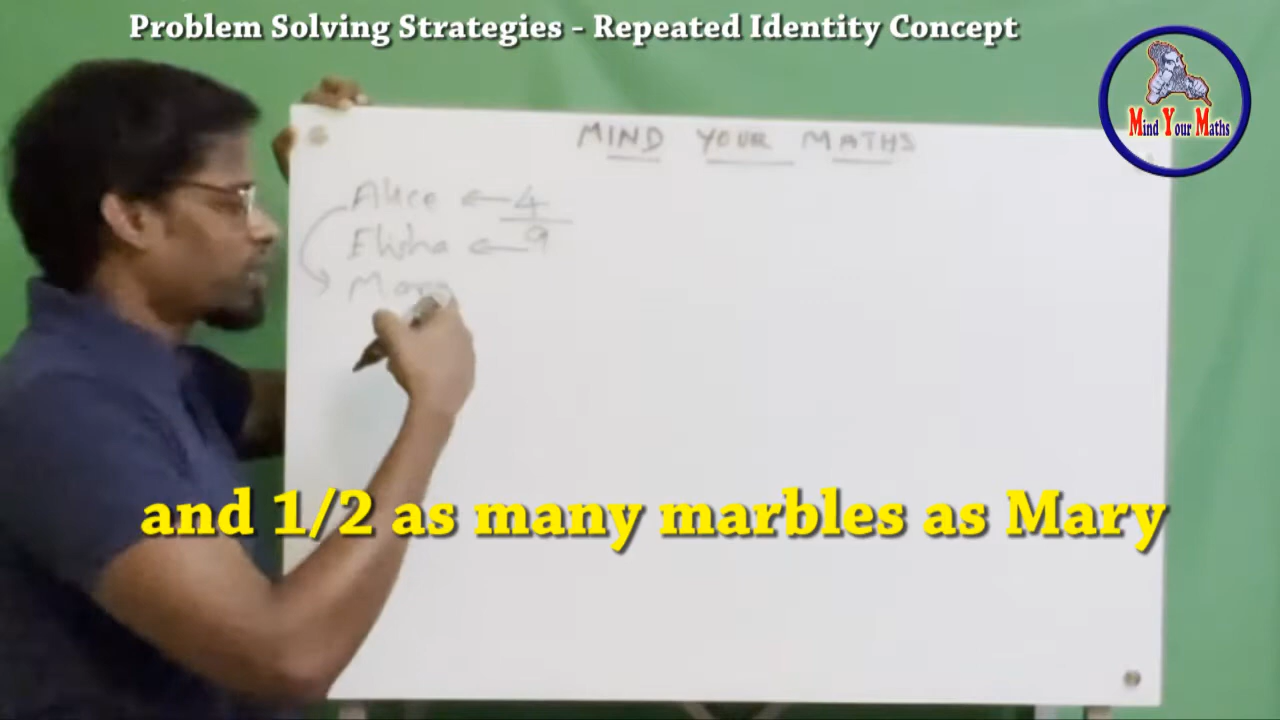 Problem Solving Strategies - Repeated Identity Concept
Mind Your Maths
MIND YOUR MATHS
Alice ← 4
Elisha ← 9
Mary
and 1/2 as many marbles as Mary